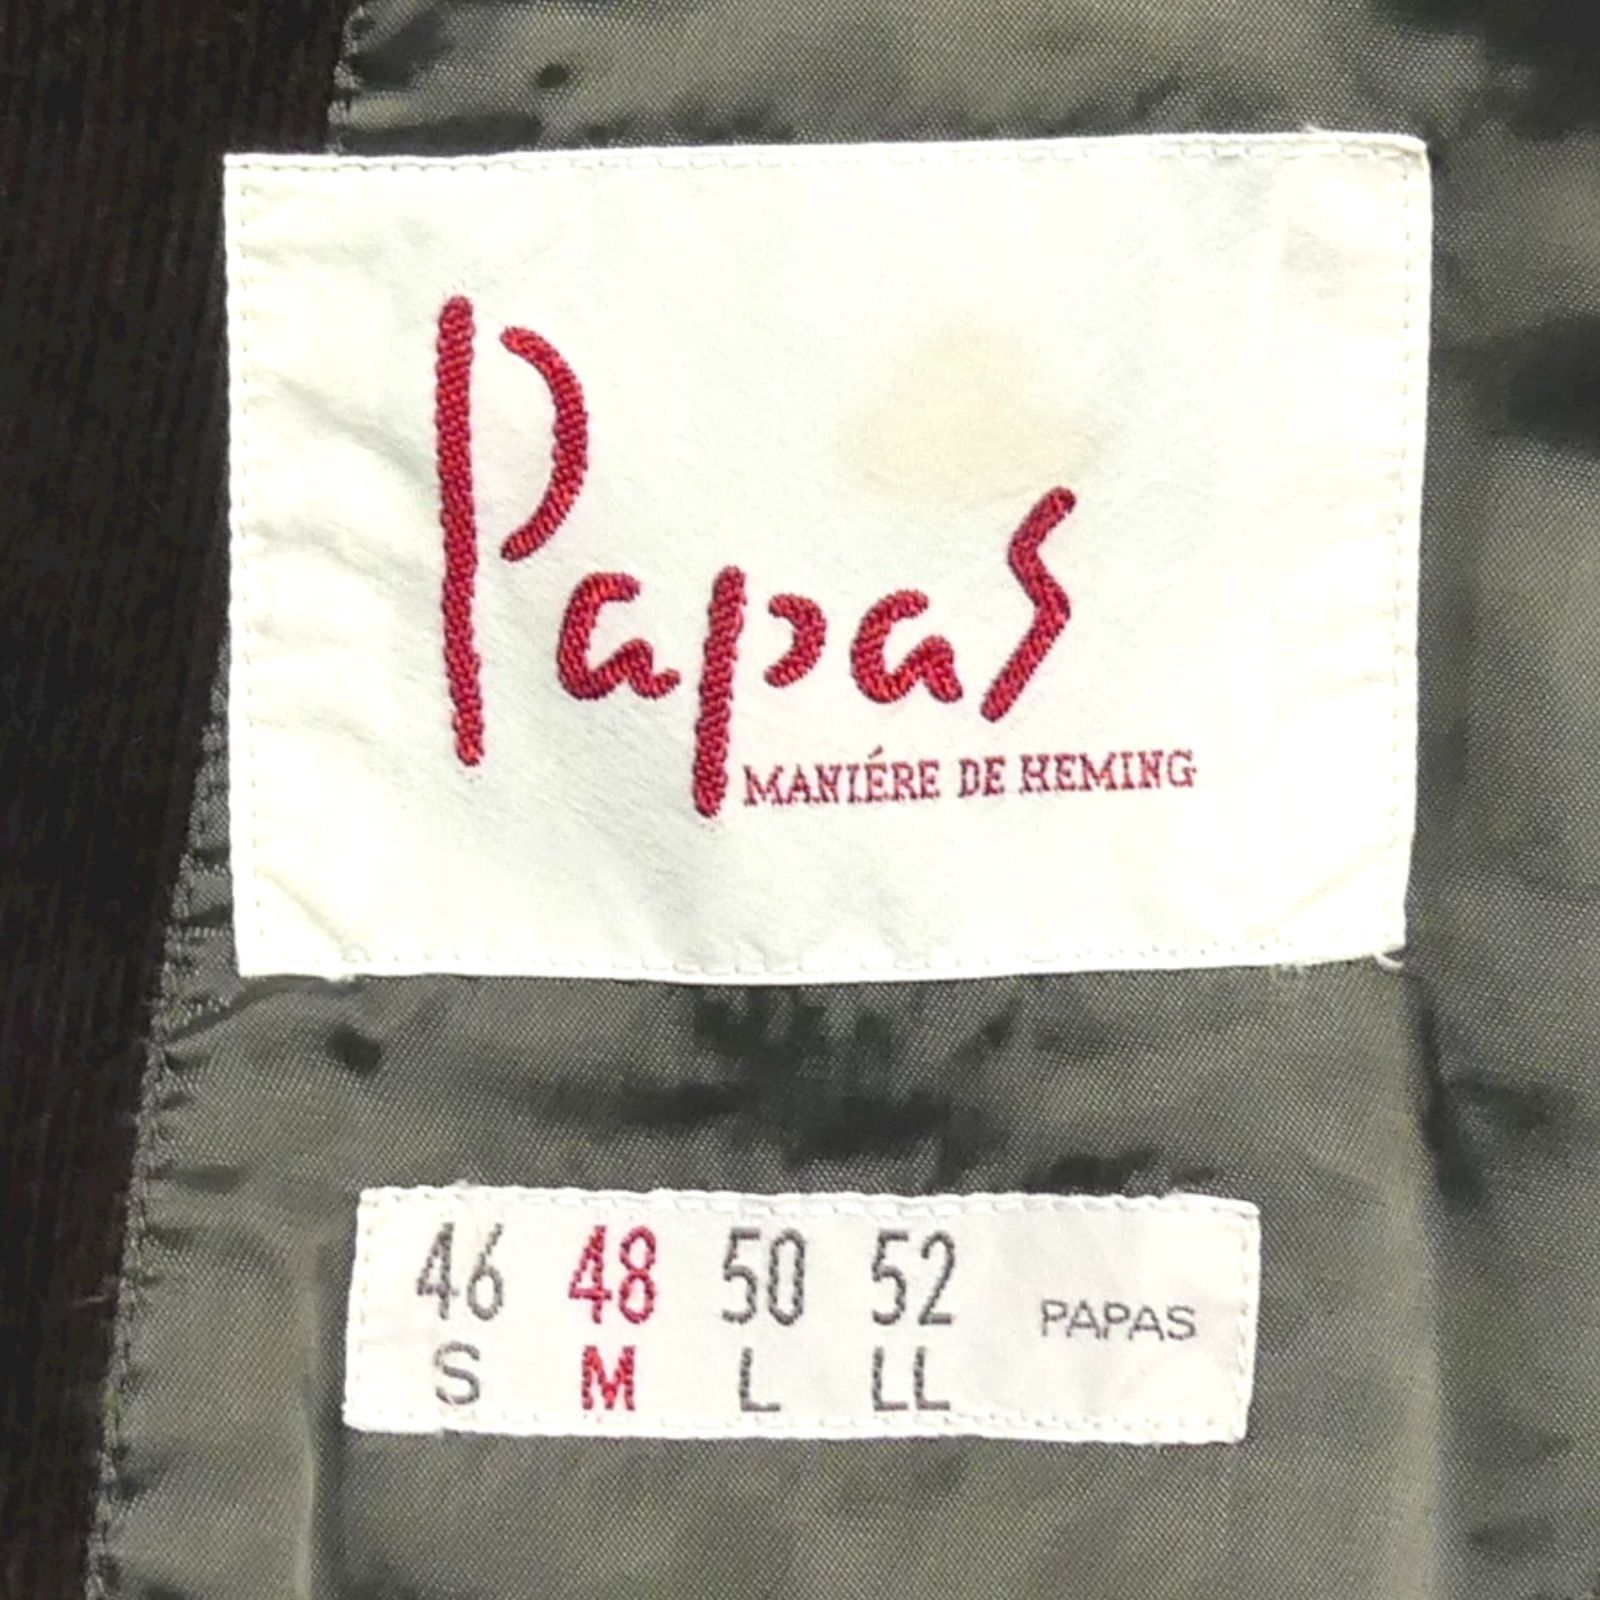 Papas
MANIÉRE DE HEMING
46 48 50 52
S M L LL
PAPAS